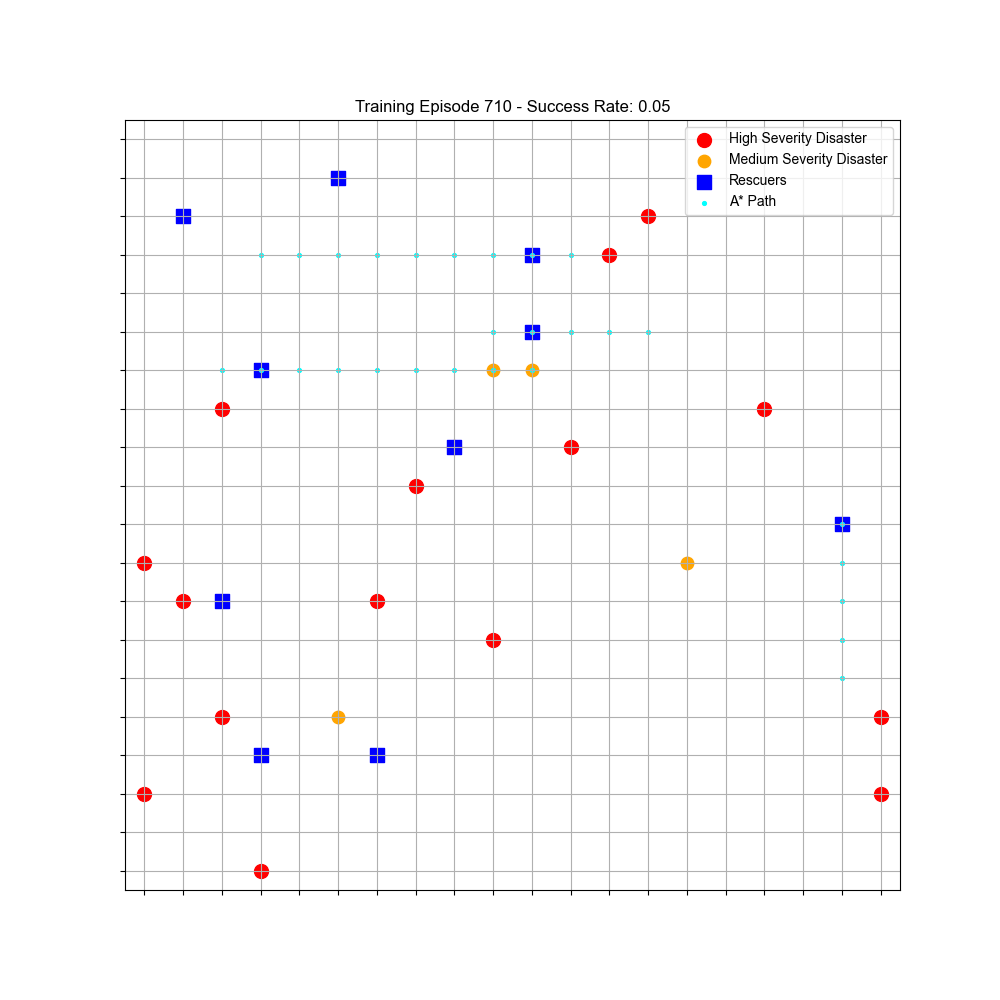 Training Episode 710 - Success Rate: 0.05
High Severity Disaster
Medium Severity Disaster
Rescuers
A* Path